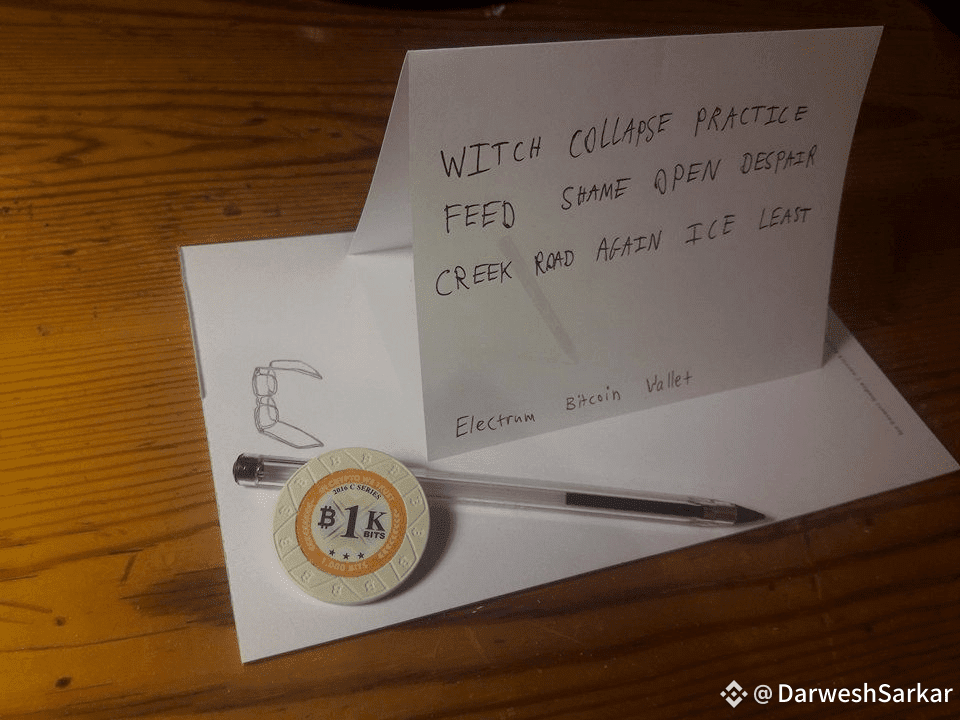 WITCH COLLAPSE PRACTICE
FEED SHAME OPEN DESPAIR
CREEK ROAD AGAIN ICE LEAST
Electrum Bitcoin Wallet
2016 C SERIES
₿ 1K
BITS
1,000 BITS
@DarweshSarkar